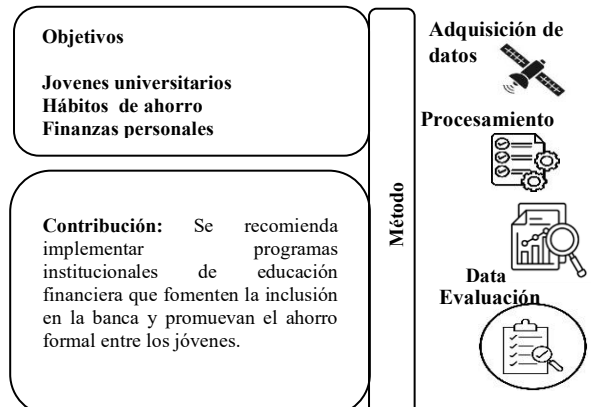 Objetivos
Jovenes universitarios
Hábitos de ahorro
Finanzas personales
Contribución: Se recomienda
implementar programas
institucionales de educación
financiera que fomenten la inclusión
en la banca y promuevan el ahorro
formal entre los jóvenes.
Método
Adquisición de
datos
Procesamiento
Data
Evaluación